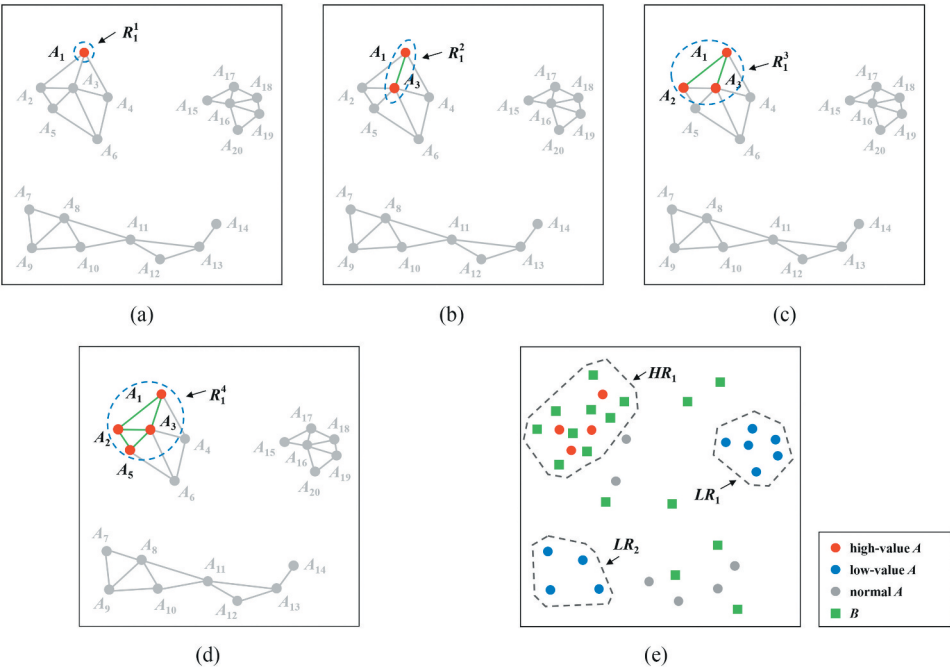 A1 R1^1
A2 A3 A4
A5 A6
A17 A18
A15 A16 A19
A20
A7 A8 A11 A14
A9 A10 A12 A13
(a)
A1 R1^2
A2 A3 A4
A5 A6
A17 A18
A15 A16 A19
A20
A7 A8 A11 A14
A9 A10 A12 A13
(b)
A1 R1^3
A2 A3 A4
A5 A6
A17 A18
A15 A16 A19
A20
A7 A8 A11 A14
A9 A10 A12 A13
(c)
A1 R1^4
A2 A3 A4
A5 A6
A17 A18
A15 A16 A19
A20
A7 A8 A11 A14
A9 A10 A12 A13
(d)
HR1
LR1
LR2
(e)
high-value A
low-value A
normal A
B